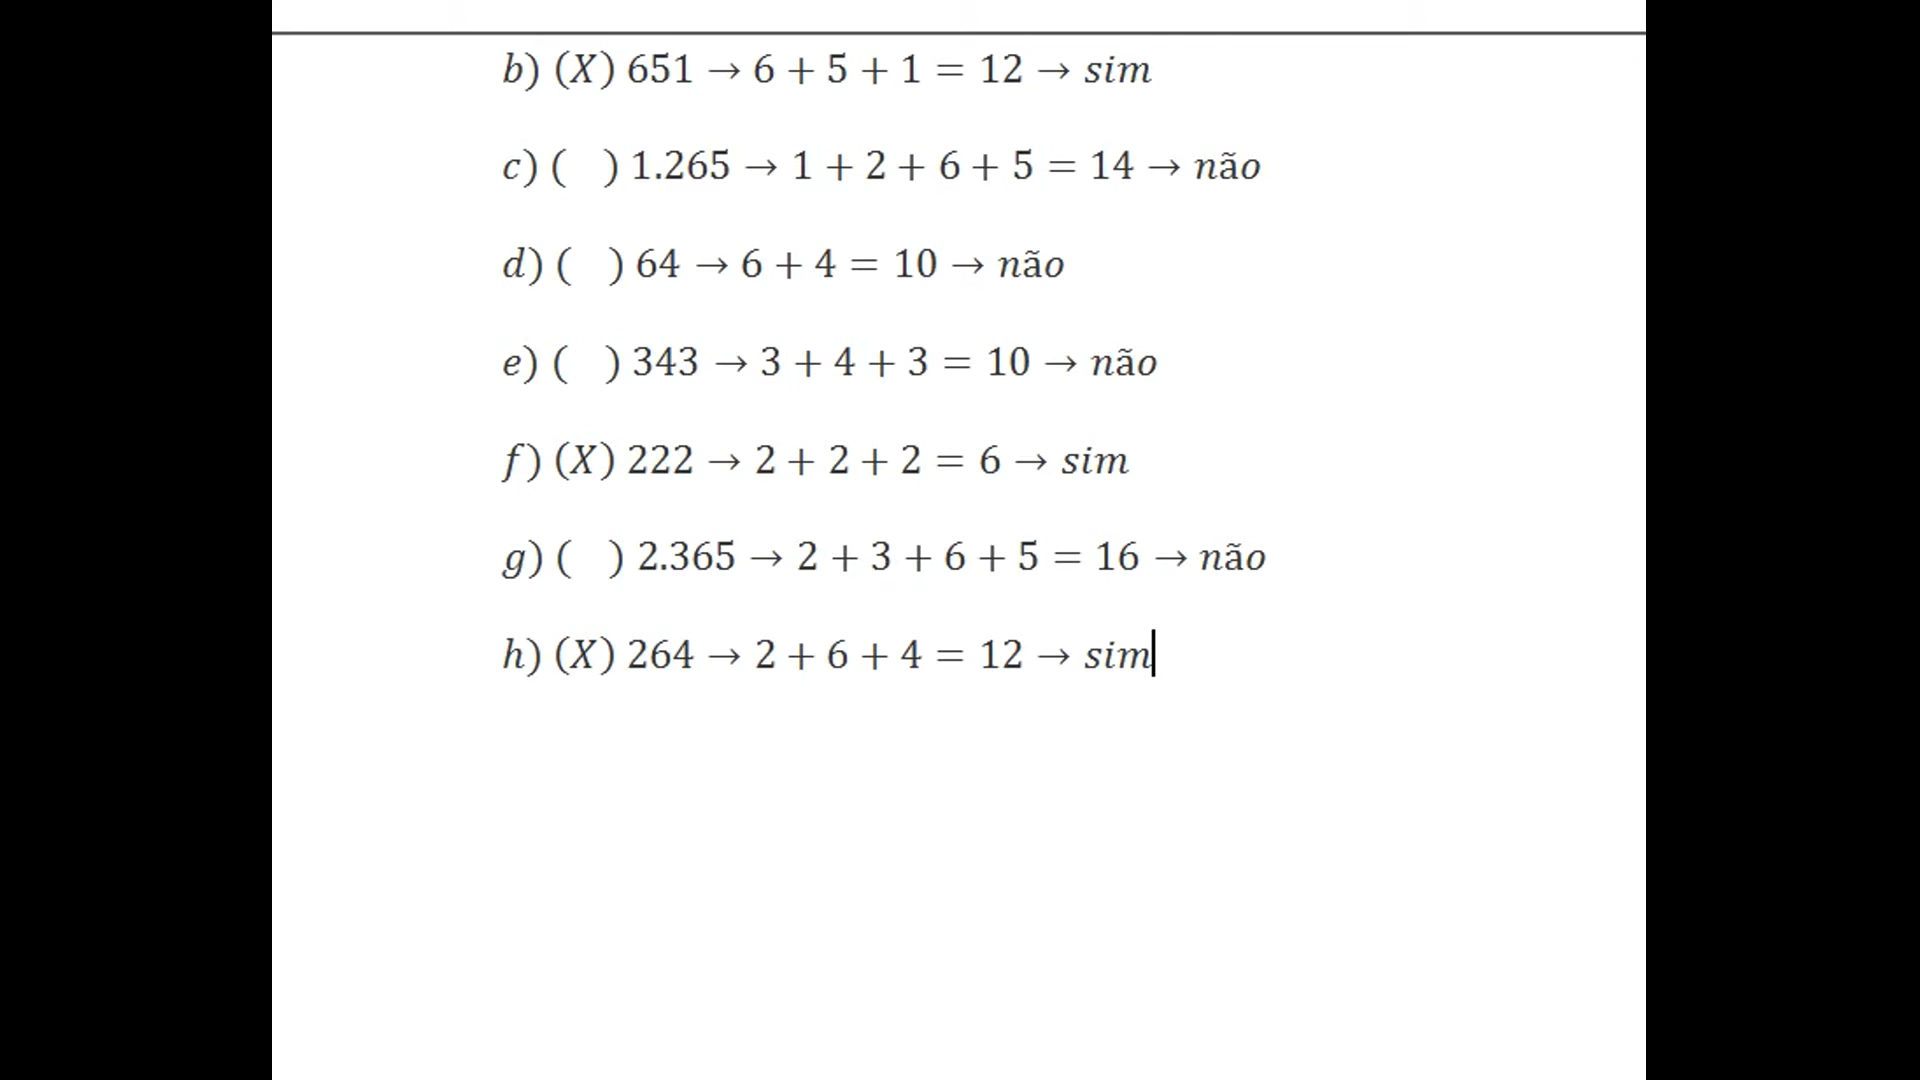 b) (X) 651 → 6 + 5 + 1 = 12 → sim
c) ( ) 1.265 → 1 + 2 + 6 + 5 = 14 → não
d) ( ) 64 → 6 + 4 = 10 → não
e) ( ) 343 → 3 + 4 + 3 = 10 → não
f) (X) 222 → 2 + 2 + 2 = 6 → sim
g) ( ) 2.365 → 2 + 3 + 6 + 5 = 16 → não
h) (X) 264 → 2 + 6 + 4 = 12 → sim